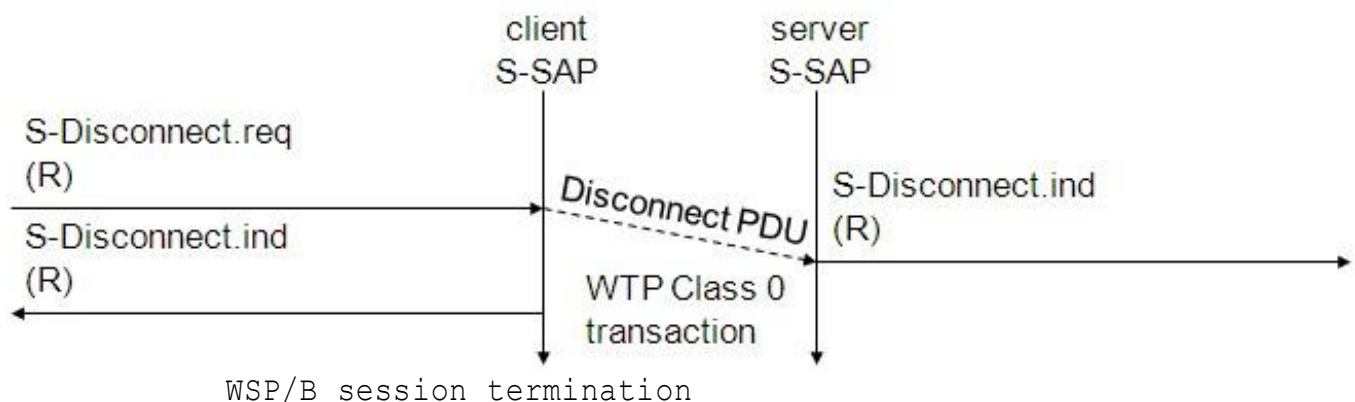 client
S-SAP
server
S-SAP
S-Disconnect.req
(R)
S-Disconnect.ind
(R)
Disconnect PDU
S-Disconnect.ind
(R)
WTP Class 0
transaction
WSP/B session termination